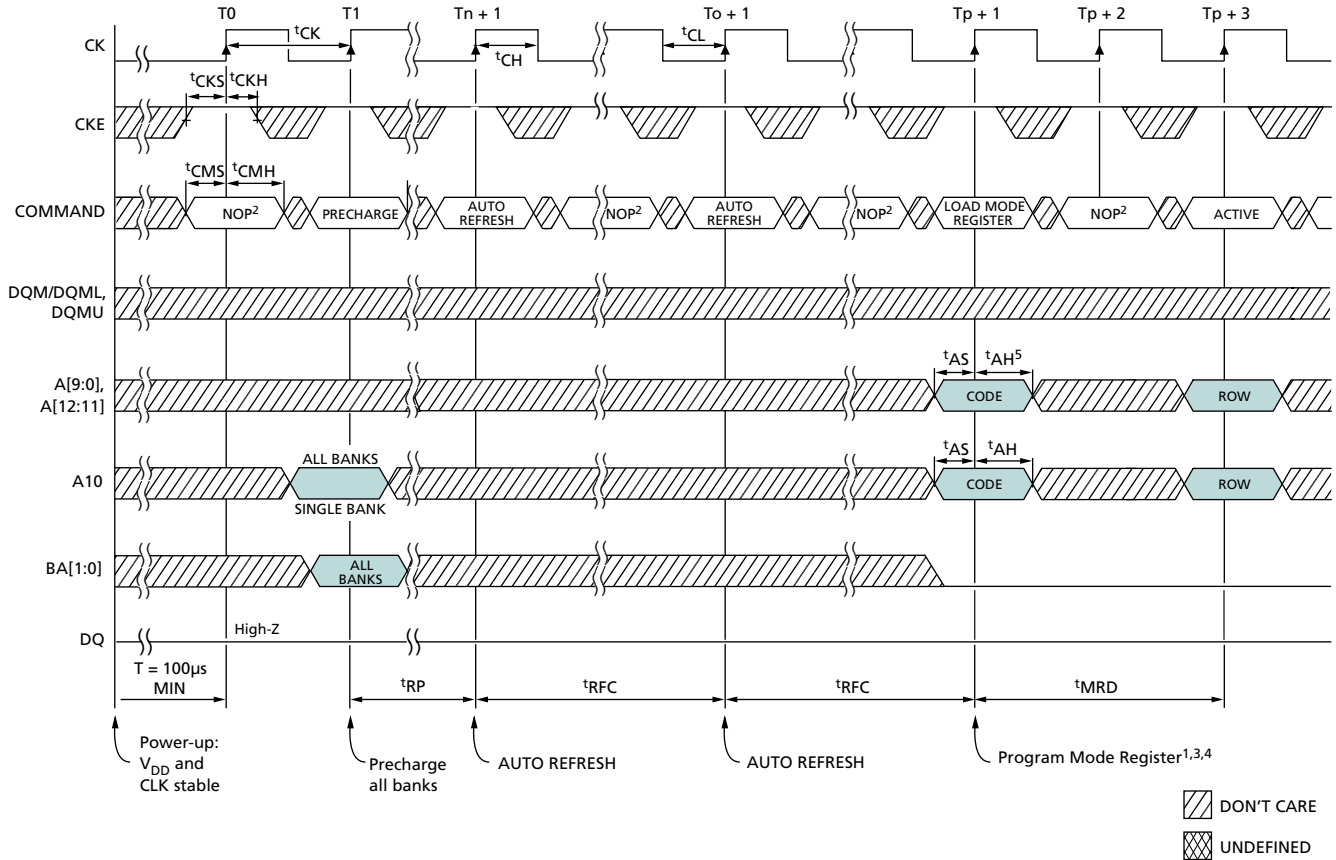 T0 T1 Tn + 1 To + 1 Tp + 1 Tp + 2 Tp + 3
CK
tCK
tCH
tCL
tCKS tCKH
CKE
tCMS tCMH
COMMAND
NOP2 PRECHARGE AUTO REFRESH NOP2 AUTO REFRESH NOP2 LOAD MODE REGISTER NOP2 ACTIVE
DQM/DQML,
DQMU
tAS tAH5
A[9:0],
A[12:11]
CODE ROW
ALL BANKS
tAS tAH
A10
CODE ROW
SINGLE BANK
BA[1:0]
ALL
BANKS
High-Z
DQ
T = 100µs
MIN
tRP tRFC tRFC tMRD
Power-up:
VDD and
CLK stable
Precharge
all banks
AUTO REFRESH
AUTO REFRESH
Program Mode Register1,3,4
DON'T CARE
UNDEFINED